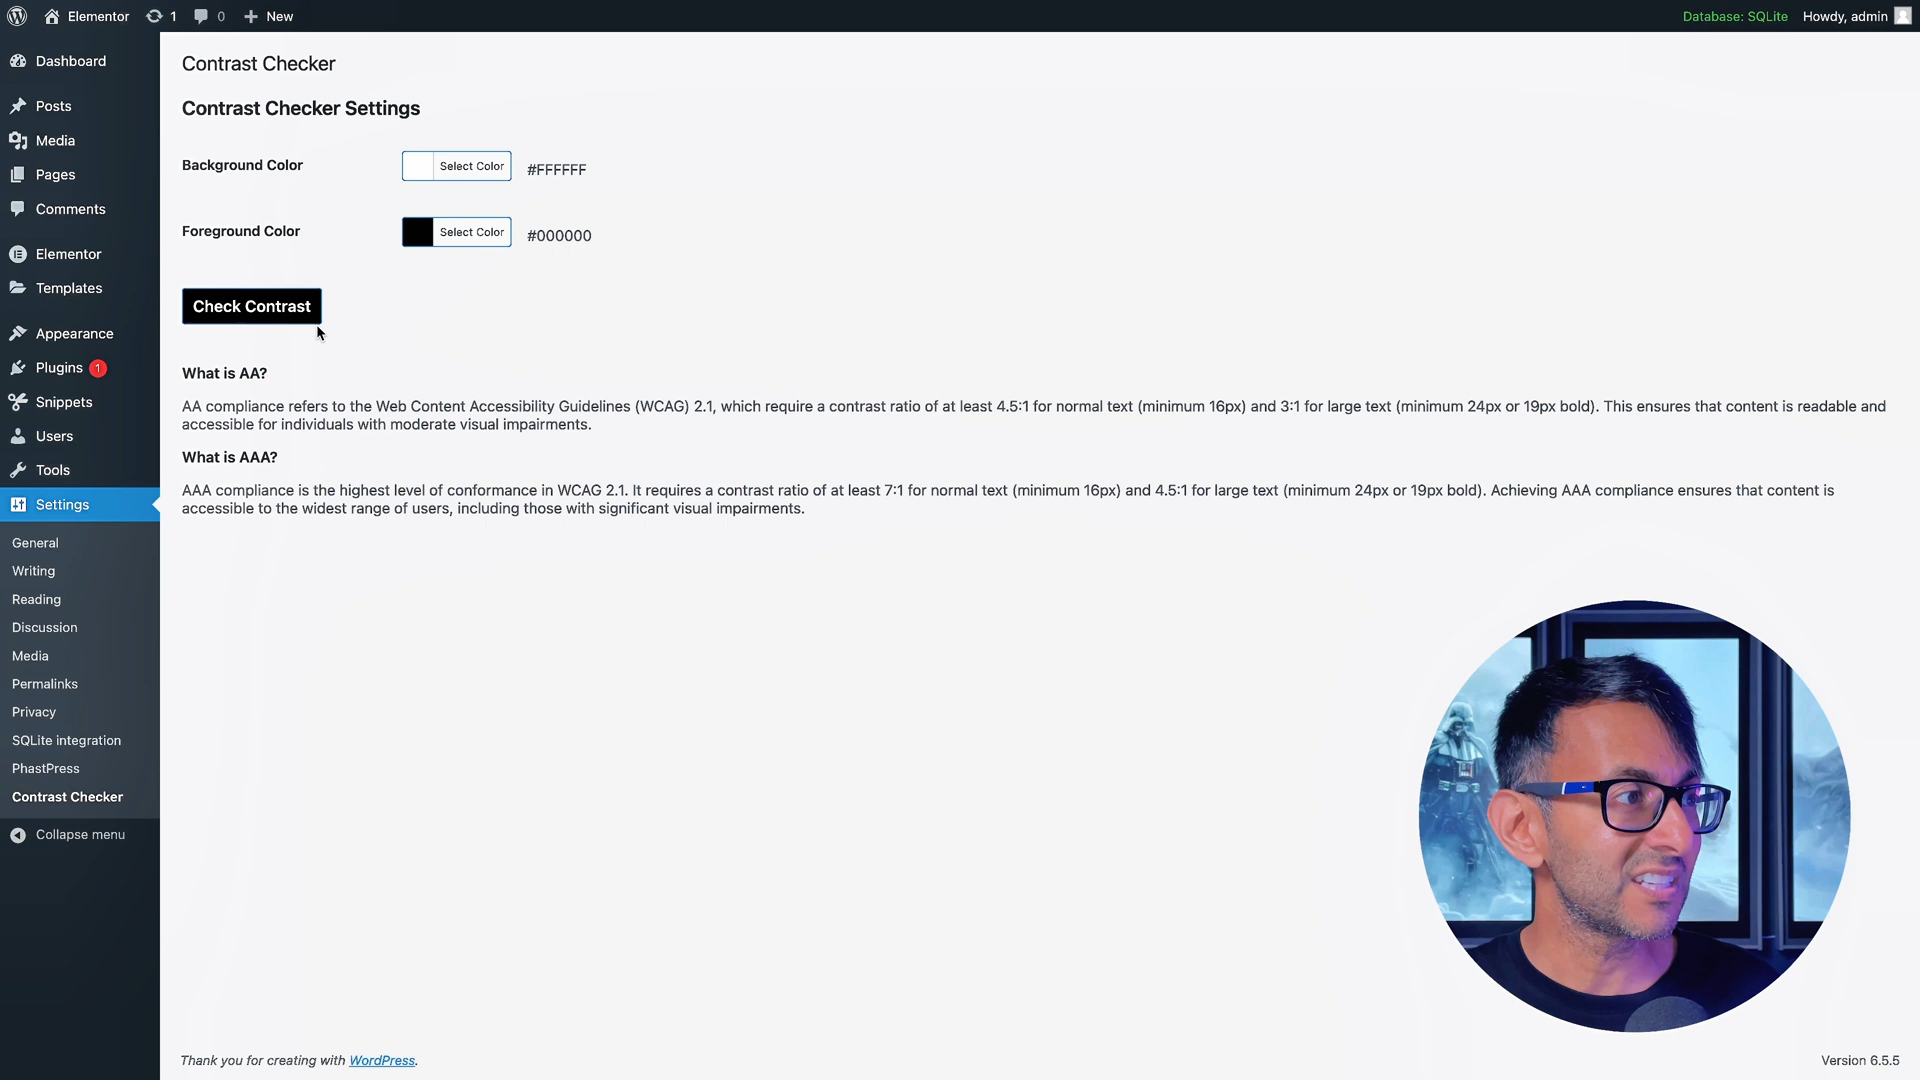 Elementor 1 0 New Database: SQLite Howdy, admin
Dashboard
Posts
Media
Pages
Comments
Elementor
Templates
Appearance
Plugins 1
Snippets
Users
Tools
Settings
General
Writing
Reading
Discussion
Media
Permalinks
Privacy
SQLite integration
PhastPress
Contrast Checker
Collapse menu
Contrast Checker
Contrast Checker Settings
Background Color Select Color #FFFFFF
Foreground Color Select Color #000000
Check Contrast
What is AA?
AA compliance refers to the Web Content Accessibility Guidelines (WCAG) 2.1, which require a contrast ratio of at least 4.5:1 for normal text (minimum 16px) and 3:1 for large text (minimum 24px or 19px bold). This ensures that content is readable and
accessible for individuals with moderate visual impairments.
What is AAA?
AAA compliance is the highest level of conformance in WCAG 2.1. It requires a contrast ratio of at least 7:1 for normal text (minimum 16px) and 4.5:1 for large text (minimum 24px or 19px bold). Achieving AAA compliance ensures that content is
accessible to the widest range of users, including those with significant visual impairments.
Thank you for creating with WordPress. Version 6.5.5